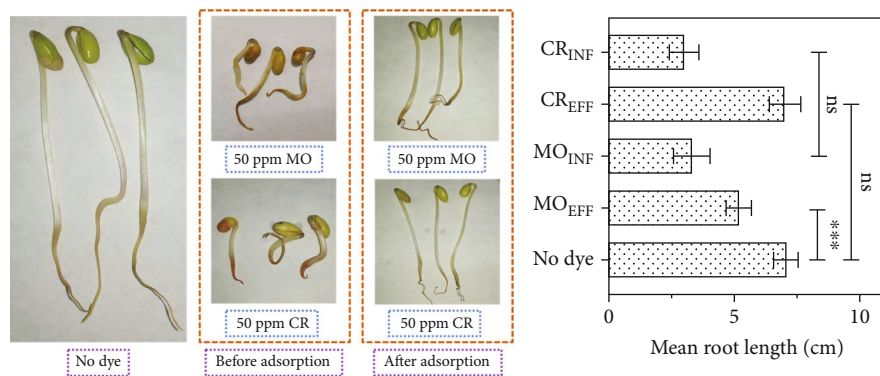 50 ppm MO
50 ppm MO
50 ppm CR
50 ppm CR
No dye
Before adsorption
After adsorption
CR_INF
CR_EFF
MO_INF
MO_EFF
No dye
ns
ns
***
0
5
10
Mean root length (cm)